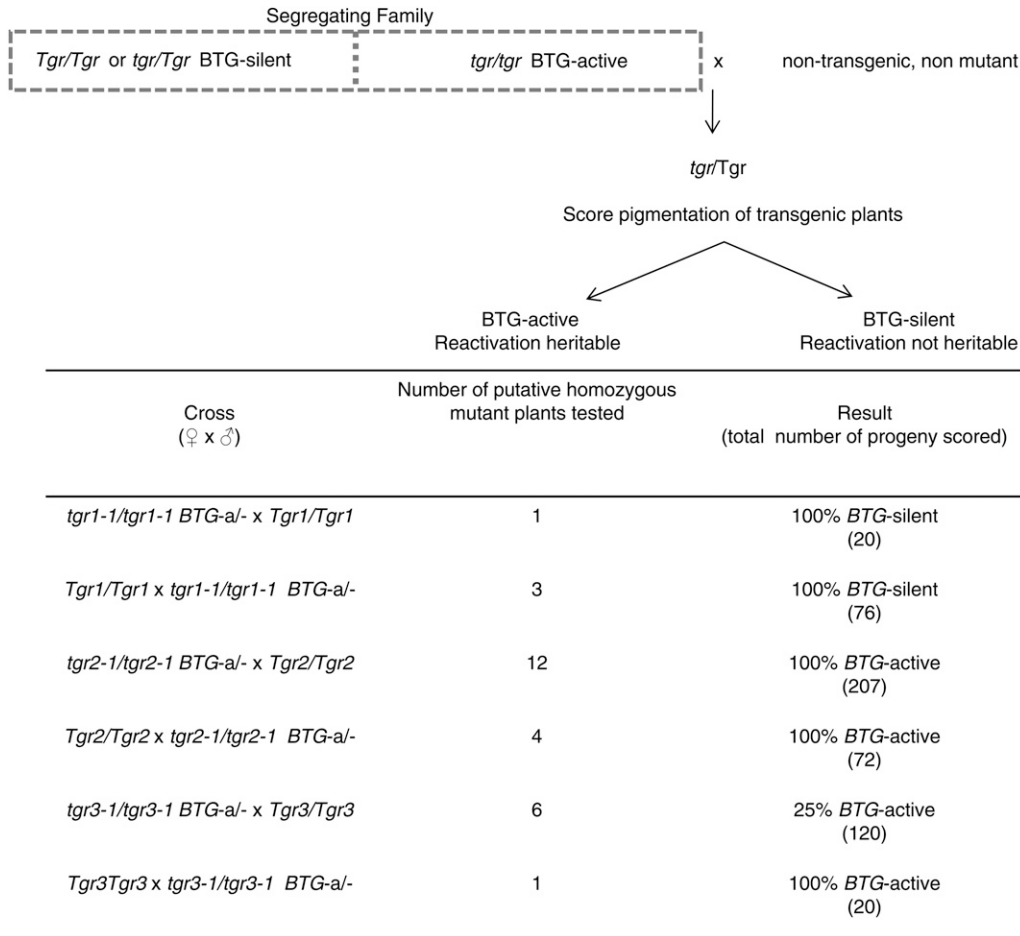 Segregating Family
Tgr/Tgr or tgr/Tgr BTG-silent tgr/tgr BTG-active x non-transgenic, non mutant
tgr/Tgr
Score pigmentation of transgenic plants
BTG-active
Reactivation heritable
BTG-silent
Reactivation not heritable
Cross
(♀ x ♂)
Number of putative homozygous
mutant plants tested
Result
(total number of progeny scored)
tgr1-1/tgr1-1 BTG-a/- x Tgr1/Tgr1 1 100% BTG-silent
(20)
Tgr1/Tgr1 x tgr1-1/tgr1-1 BTG-a/- 3 100% BTG-silent
(76)
tgr2-1/tgr2-1 BTG-a/- x Tgr2/Tgr2 12 100% BTG-active
(207)
Tgr2/Tgr2 x tgr2-1/tgr2-1 BTG-a/- 4 100% BTG-active
(72)
tgr3-1/tgr3-1 BTG-a/- x Tgr3/Tgr3 6 25% BTG-active
(120)
Tgr3Tgr3 x tgr3-1/tgr3-1 BTG-a/- 1 100% BTG-active
(20)